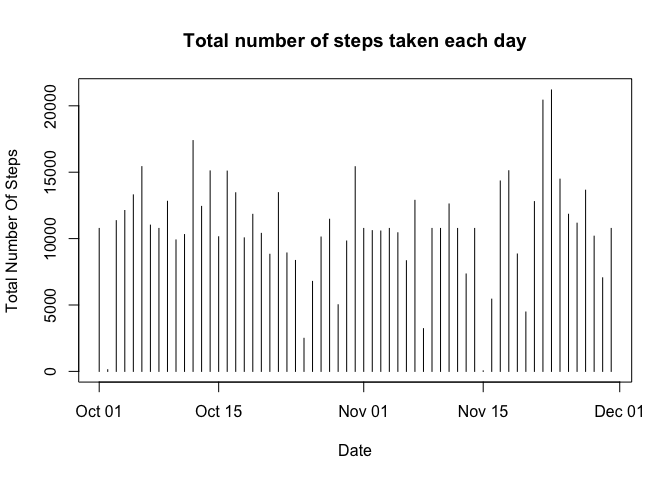 Total number of steps taken each day
Total Number Of Steps
20000
15000
10000
5000
0
Oct 01 Oct 15 Nov 01 Nov 15 Dec 01
Date